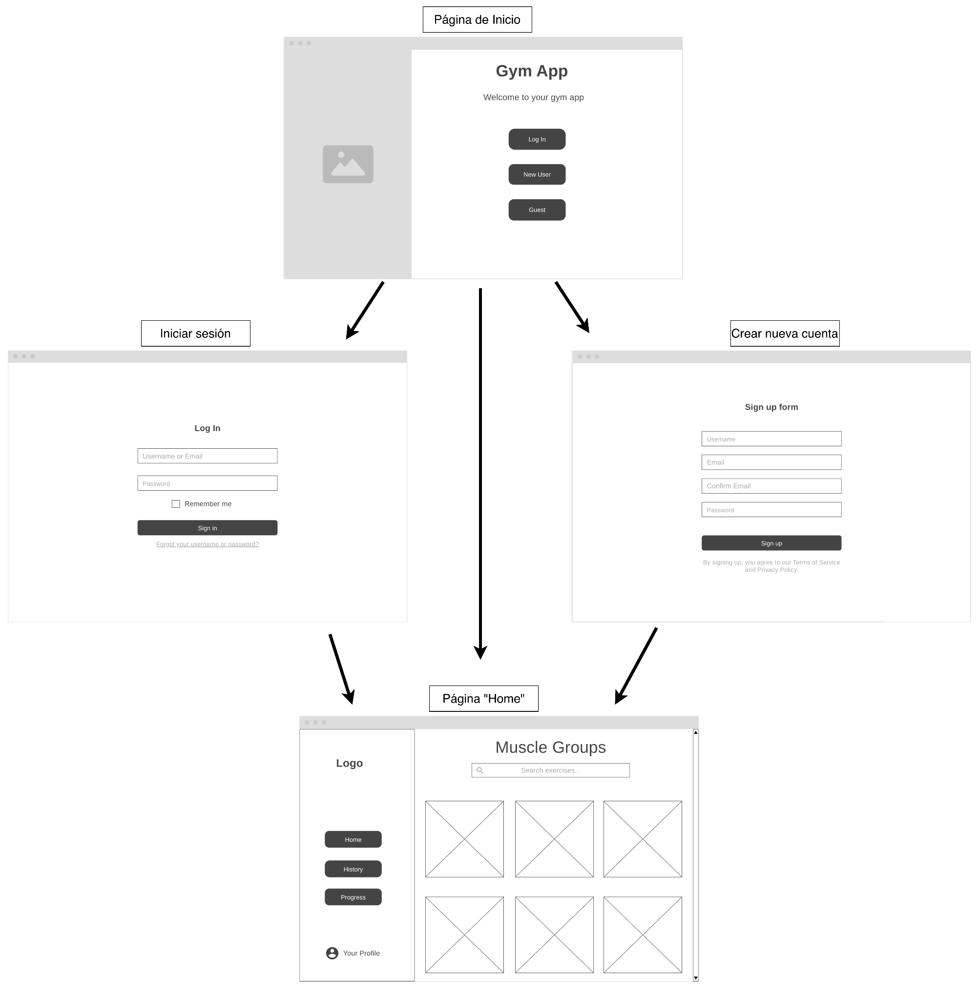 Página de Inicio
Gym App
Welcome to your gym app
Log In
New User
Guest
Iniciar sesión
Log In
Username or Email
Password
Remember me
Sign in
Forgot your username or password?
Crear nueva cuenta
Sign up form
Username
Email
Confirm Email
Password
Sign up
By signing up, you agree to our Terms of Service
and Privacy Policy.
Página "Home"
Logo
Home
History
Progress
Your Profile
Muscle Groups
Search exercises...